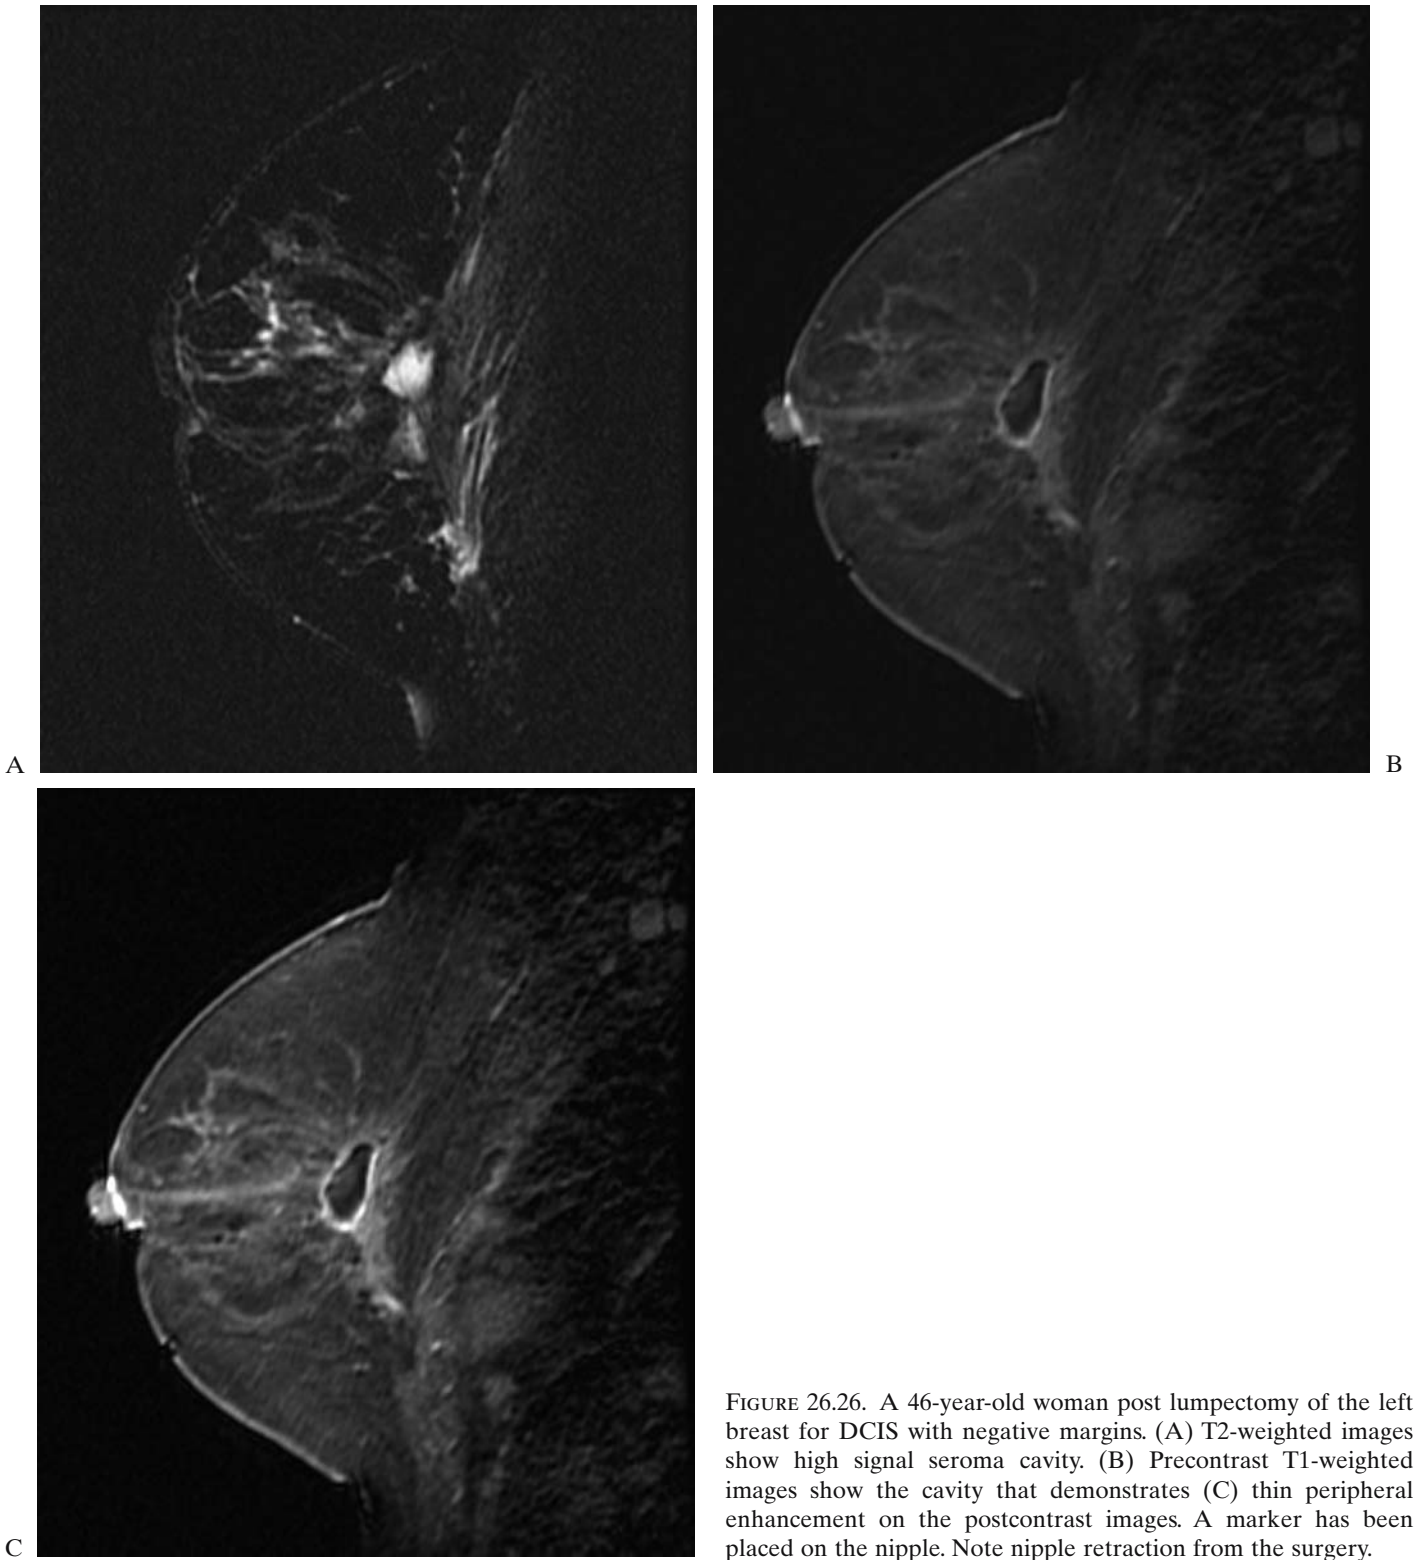 A
B
C
FIGURE 26.26. A 46-year-old woman post lumpectomy of the left
breast for DCIS with negative margins. (A) T2-weighted images
show high signal seroma cavity. (B) Precontrast T1-weighted
images show the cavity that demonstrates (C) thin peripheral
enhancement on the postcontrast images. A marker has been
placed on the nipple. Note nipple retraction from the surgery.